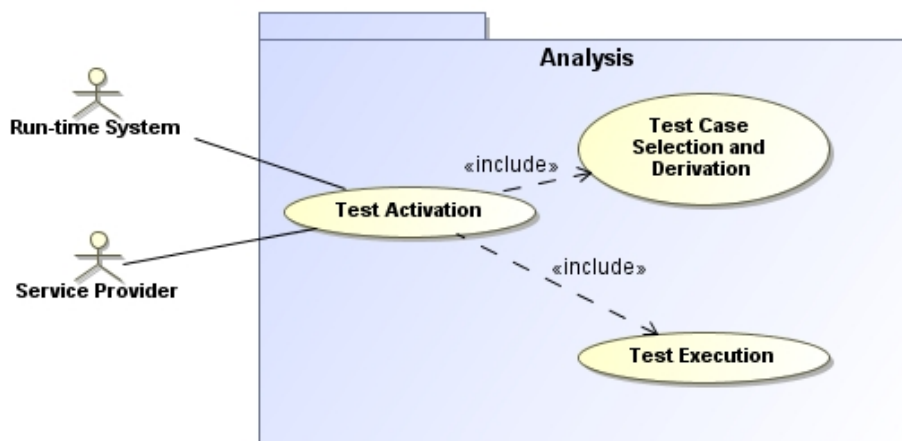 Analysis
Run-time System
Test Case
Selection and
Derivation
«include»
Test Activation
«include»
Service Provider
Test Execution